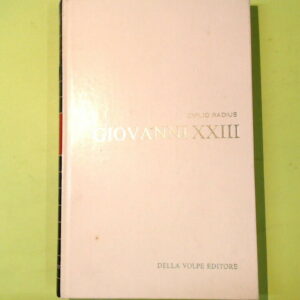 EMILIO RADIUS
GIOVANNI XXIII
DELLA VOLPE EDITORE